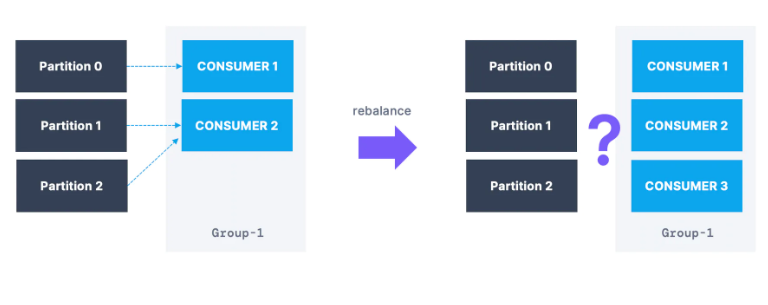 Partition 0
CONSUMER 1
Partition 1
CONSUMER 2
Partition 2
Group-1
rebalance
Partition 0
CONSUMER 1
Partition 1
?
CONSUMER 2
Partition 2
CONSUMER 3
Group-1